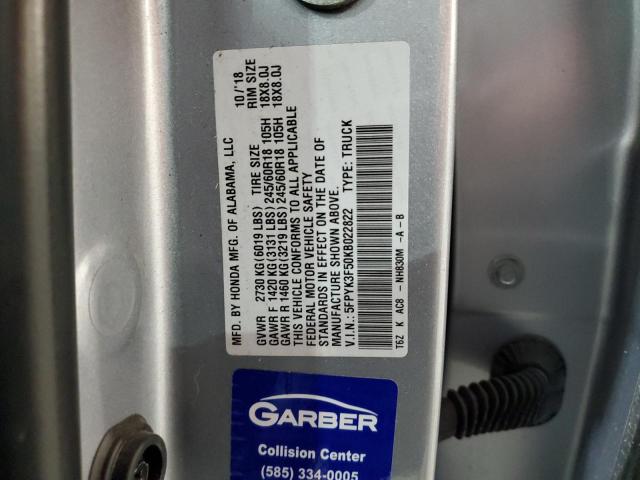 MFD. BY HONDA MFG. OF ALABAMA, LLC 10/'18
GVWR 2730 KG(6019 LBS) TIRE SIZE RIM SIZE
GAWR F 1420 KG(3131 LBS)245/60R18 105H 18X8.0J
GAWR R 1460 KG(3219 LBS)245/60R18 105H 18X8.0J
THIS VEHICLE CONFORMS TO ALL APPLICABLE
FEDERAL MOTOR VEHICLE SAFETY
STANDARDS IN EFFECT ON THE DATE OF
MANUFACTURE SHOWN ABOVE.
V.I.N.: 5FPYK3F50KB022822 TYPE: TRUCK
T6Z K AC8 - NH830M -A -B
GARBER
Collision Center
(585) 334-0005